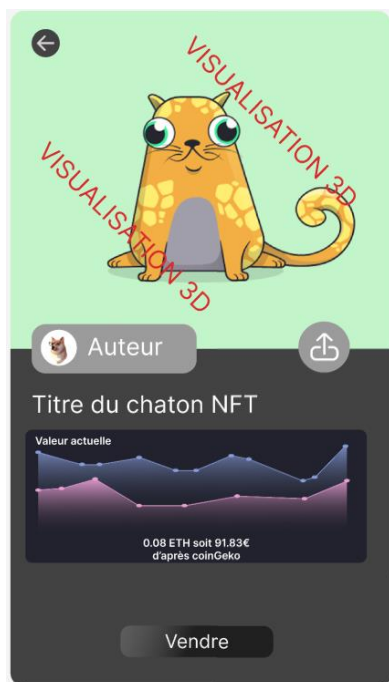 VISUALISATION 3D
VISUALISATION 3D
Auteur
Titre du chaton NFT
Valeur actuelle
0.08 ETH soit 91.83€
d'après coinGeko
Vendre